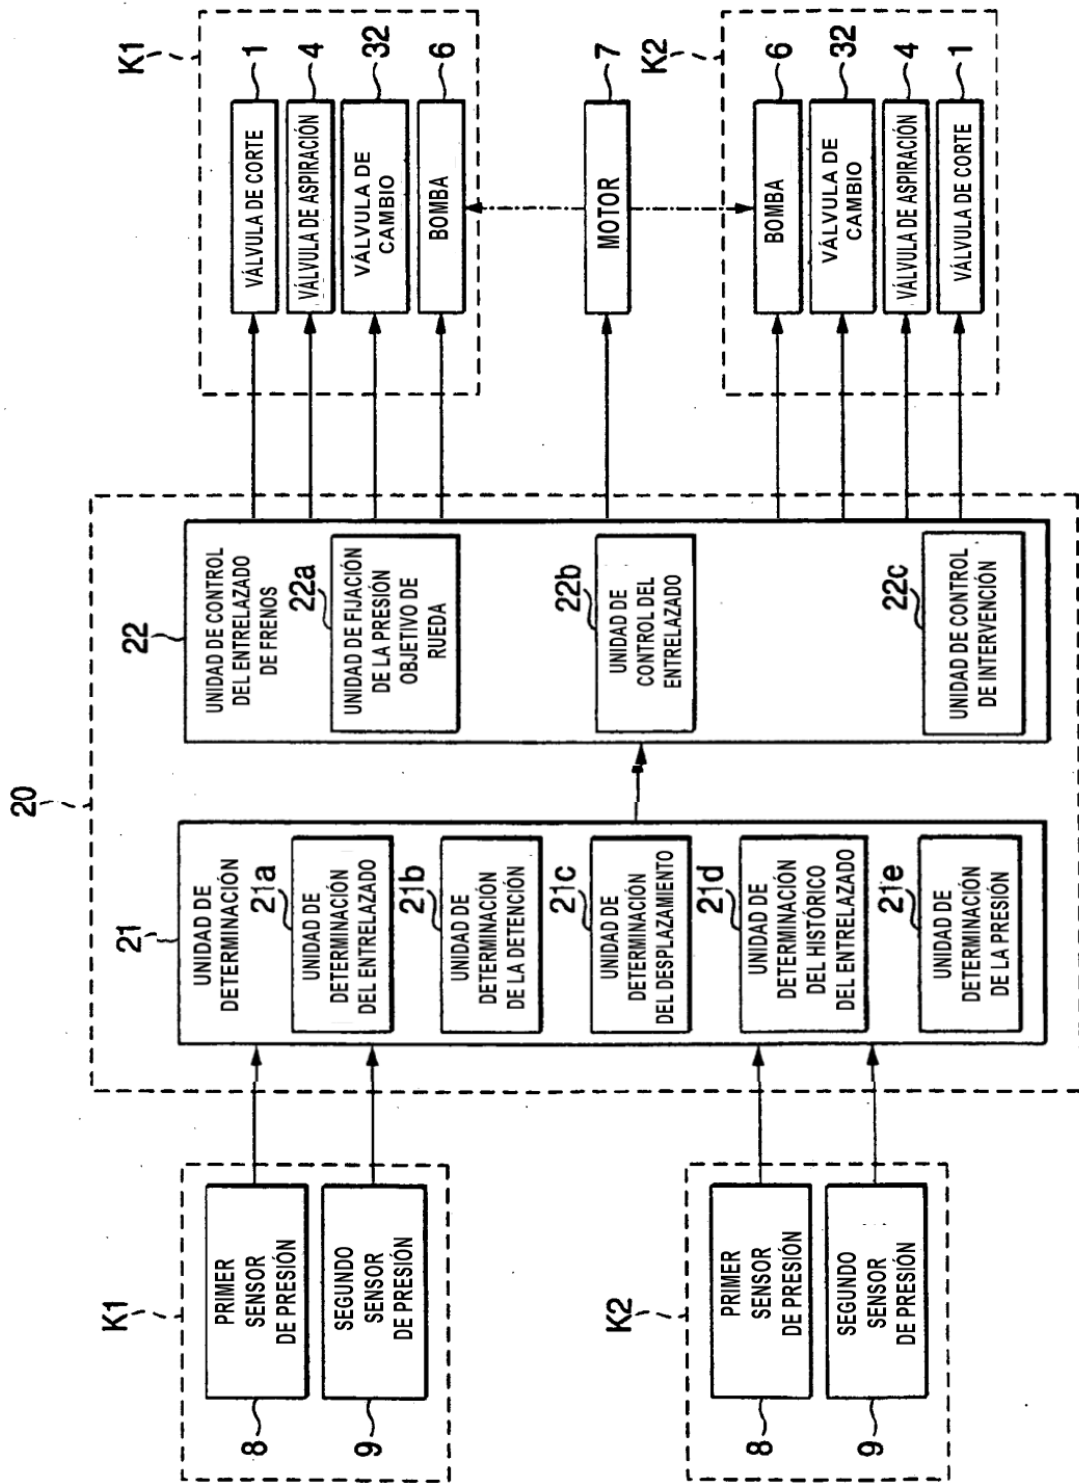 20
K1
8
PRIMER
SENSOR
DE PRESIÓN
9
SEGUNDO
SENSOR
DE PRESIÓN
K2
8
PRIMER
SENSOR
DE PRESIÓN
9
SEGUNDO
SENSOR
DE PRESIÓN
21
UNIDAD DE
DETERMINACIÓN
21a
UNIDAD DE
DETERMINACIÓN
DEL ENTRELAZADO
21b
UNIDAD DE
DETERMINACIÓN
DE LA DETENCIÓN
21c
UNIDAD DE
DETERMINACIÓN
DEL DESPLAZAMIENTO
21d
UNIDAD DE
DETERMINACIÓN
DEL HISTÓRICO
DEL ENTRELAZADO
21e
UNIDAD DE
DETERMINACIÓN
DE LA PRESIÓN
22
UNIDAD DE CONTROL
DEL ENTRELAZADO
DE FRENOS
22a
UNIDAD DE FIJACIÓN
DE LA PRESIÓN
OBJETIVO DE
RUEDA
22b
UNIDAD DE
CONTROL DEL
ENTRELAZADO
22c
UNIDAD DE CONTROL
DE INTERVENCIÓN
K1
VÁLVULA DE CORTE
1
VÁLVULA DE ASPIRACIÓN
4
VÁLVULA DE
CAMBIO
32
BOMBA
6
MOTOR
7
K2
BOMBA
6
VÁLVULA DE
CAMBIO
32
VÁLVULA DE ASPIRACIÓN
4
VÁLVULA DE CORTE
1